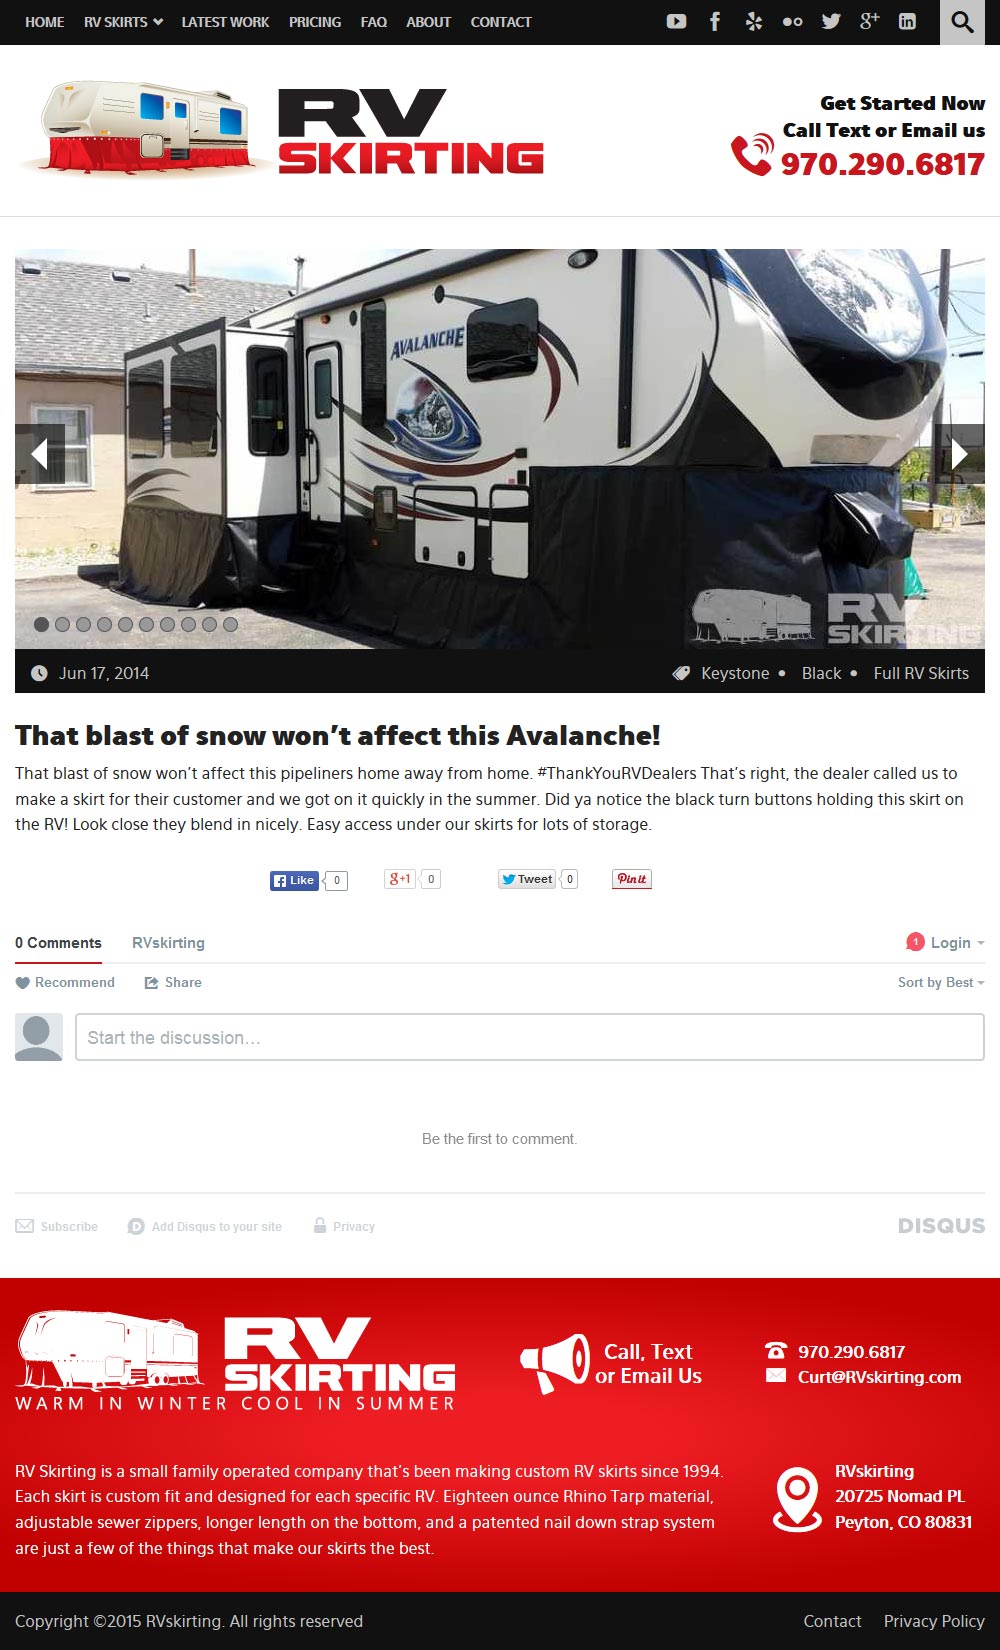 HOME RV SKIRTS LATEST WORK PRICING FAQ ABOUT CONTACT
RV
SKIRTING
Get Started Now
Call Text or Email us
970.290.6817
AVALANCHE
RV
SKIRTING
Jun 17, 2014 Keystone • Black • Full RV Skirts
That blast of snow won't affect this Avalanche!
That blast of snow won't affect this pipeliners home away from home. #ThankYouRVDealers That's right, the dealer called us to
make a skirt for their customer and we got on it quickly in the summer. Did ya notice the black turn buttons holding this skirt on
the RV! Look close they blend in nicely. Easy access under our skirts for lots of storage.
Like 0 g+1 0 Tweet 0 Pin it
0 Comments RVskirting 1 Login
Recommend Share Sort by Best
Start the discussion...
Be the first to comment.
Subscribe D Add Disqus to your site Privacy DISQUS
RV
SKIRTING
WARM IN WINTER COOL IN SUMMER
Call, Text
or Email Us
970.290.6817
Curt@RVskirting.com
RV Skirting is a small family operated company that's been making custom RV skirts since 1994.
Each skirt is custom fit and designed for each specific RV. Eighteen ounce Rhino Tarp material,
adjustable sewer zippers, longer length on the bottom, and a patented nail down strap system
are just a few of the things that make our skirts the best.
RVskirting
20725 Nomad PL
Peyton, CO 80831
Copyright ©2015 RVskirting. All rights reserved Contact Privacy Policy